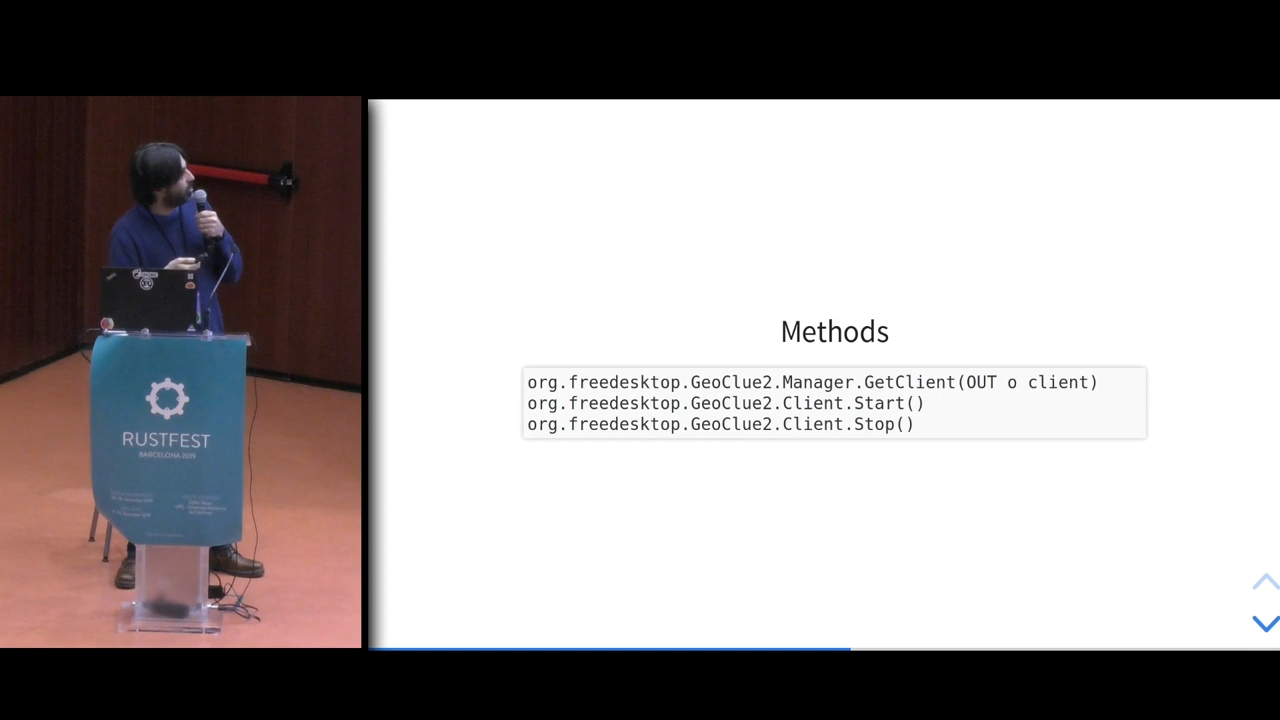 RUSTFEST
BARCELONA 2019
Methods
org.freedesktop.GeoClue2.Manager.GetClient(OUT o client)
org.freedesktop.GeoClue2.Client.Start()
org.freedesktop.GeoClue2.Client.Stop()